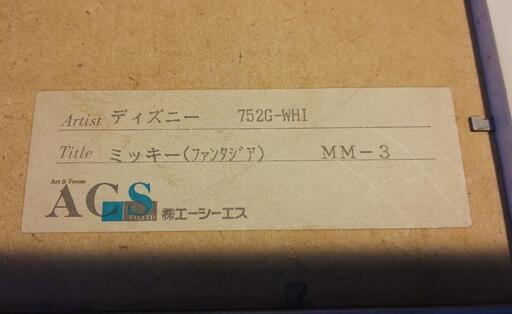 Artist ディズニー 752G-WHI
Title ミッキー(ﾌｧﾝﾀｼﾞｱ) MM-3
Art & Frame
ACS CO.,LTD. ㈱エーシーエス